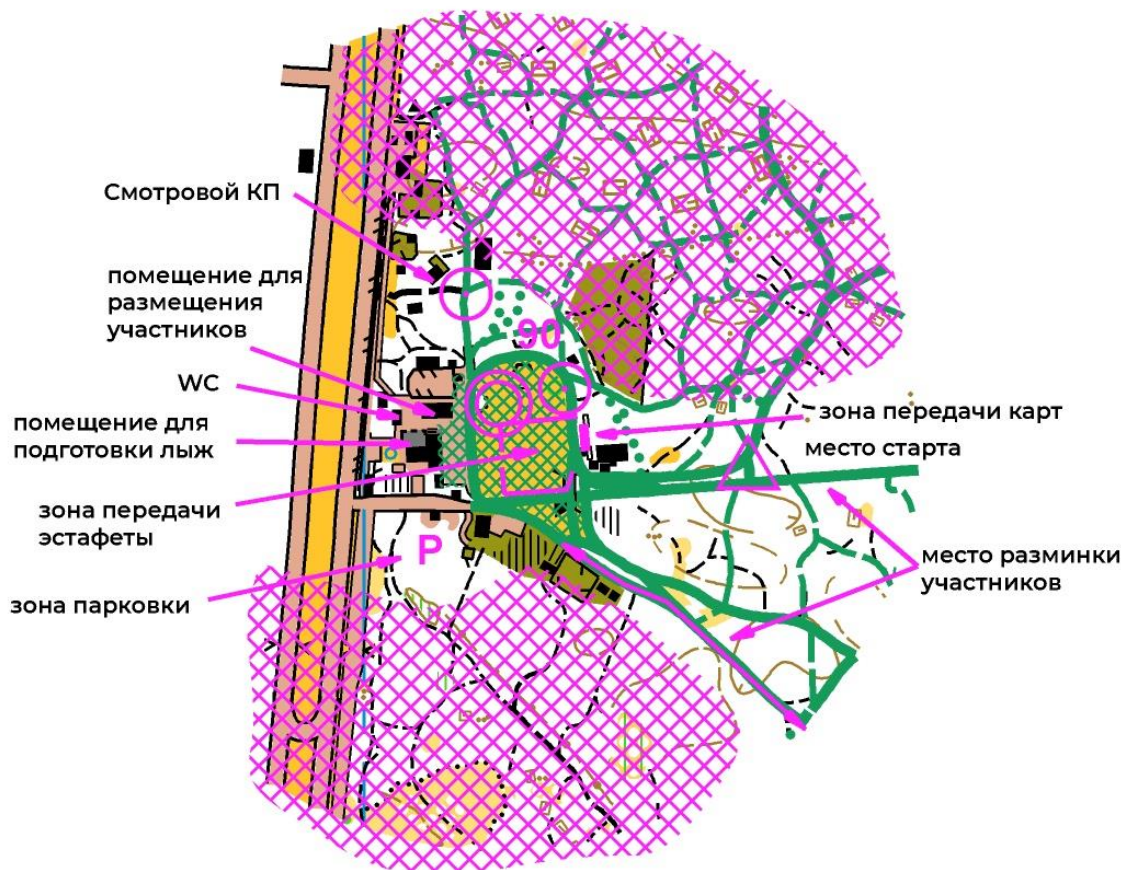 Смотровой КП
помещение для
размещения
участников
WC
помещение для
подготовки лыж
зона передачи
эстафеты
зона парковки
90
P
зона передачи карт
место старта
место разминки
участников